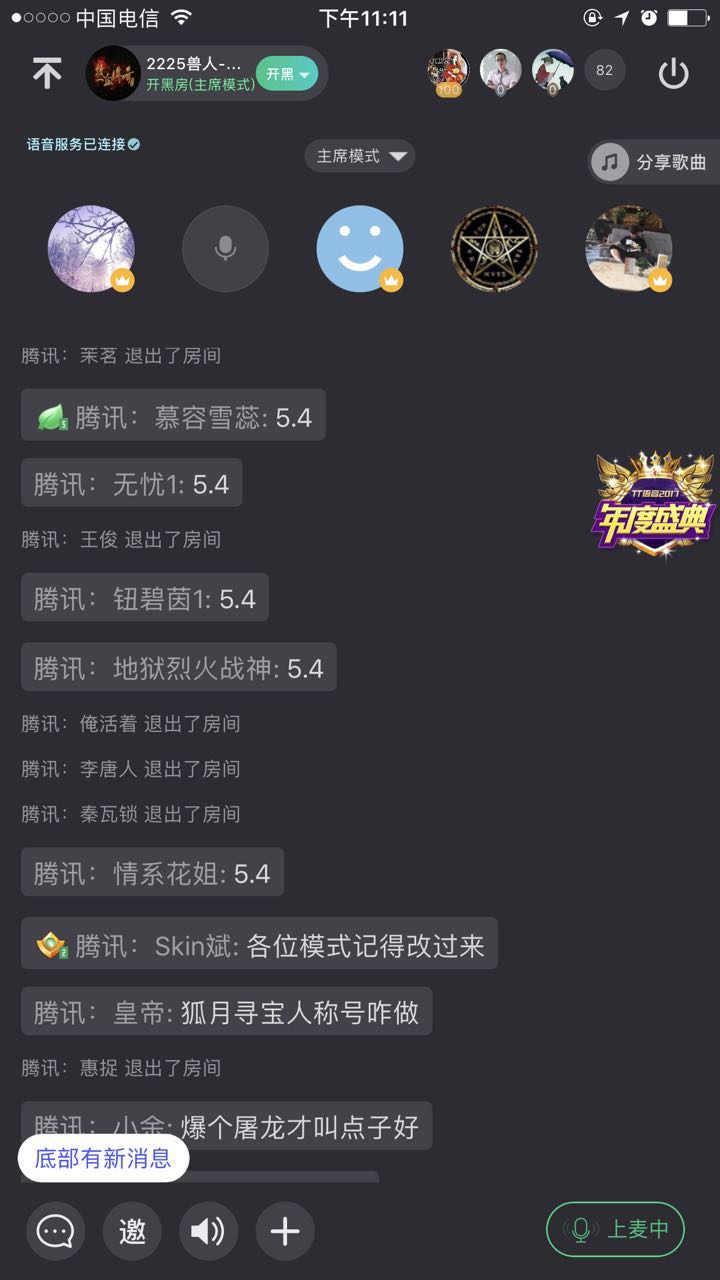 中国电信
下午11:11
2225兽人-...
开黑房(主席模式)
开黑
100
0
0
82
语音服务已连接
主席模式
分享歌曲
腾讯：茉茗 退出了房间
腾讯：慕容雪蕊: 5.4
腾讯：无忧1: 5.4
TT语音2017
年度盛典
腾讯：王俊 退出了房间
腾讯：钮碧茵1: 5.4
腾讯：地狱烈火战神: 5.4
腾讯：俺活着 退出了房间
腾讯：李唐人 退出了房间
腾讯：秦瓦锁 退出了房间
腾讯：情系花姐: 5.4
腾讯：Skin斌: 各位模式记得改过来
腾讯：皇帝: 狐月寻宝人称号咋做
腾讯：惠捉 退出了房间
腾讯：小余: 爆个屠龙才叫点子好
底部有新消息
邀
上麦中